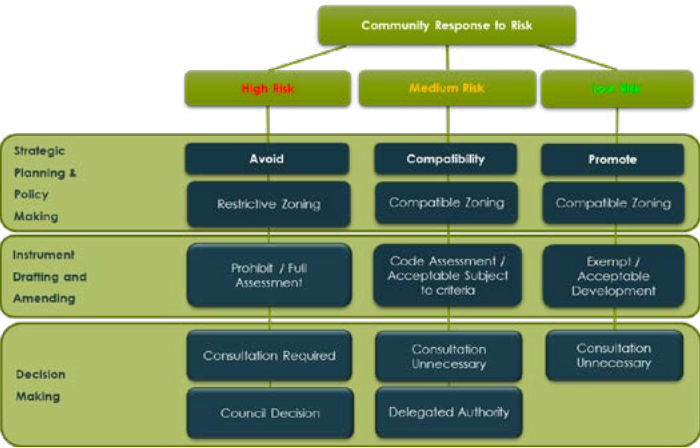 Community Response to Risk
High Risk
Medium Risk
Low Risk
Strategic
Planning &
Policy
Making
Avoid
Compatibility
Promote
Restrictive Zoning
Compatible Zoning
Compatible Zoning
Instrument
Drafting and
Amending
Prohibit / Full
Assessment
Code Assessment /
Acceptable Subject
to criteria
Exempt /
Acceptable
Development
Decision
Making
Consultation Required
Consultation
Unnecessary
Consultation
Unnecessary
Council Decision
Delegated Authority